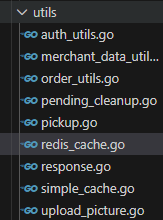 utils
auth_utils.go
merchant_data_util...
order_utils.go
pending_cleanup.go
pickup.go
redis_cache.go
response.go
simple_cache.go
upload_picture.go